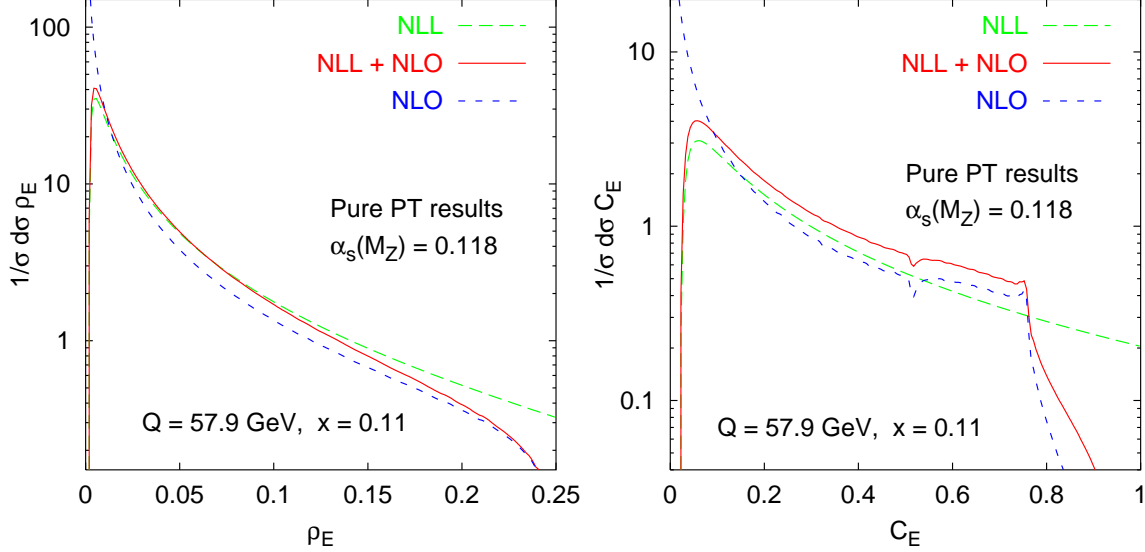 100
10
1
0
0.05
0.1
0.15
0.2
0.25
1/σ dσ ρ_E
ρ_E
NLL
NLL + NLO
NLO
Pure PT results
α_s(M_Z) = 0.118
Q = 57.9 GeV, x = 0.11
10
1
0.1
0
0.2
0.4
0.6
0.8
1
1/σ dσ C_E
C_E
NLL
NLL + NLO
NLO
Pure PT results
α_s(M_Z) = 0.118
Q = 57.9 GeV, x = 0.11